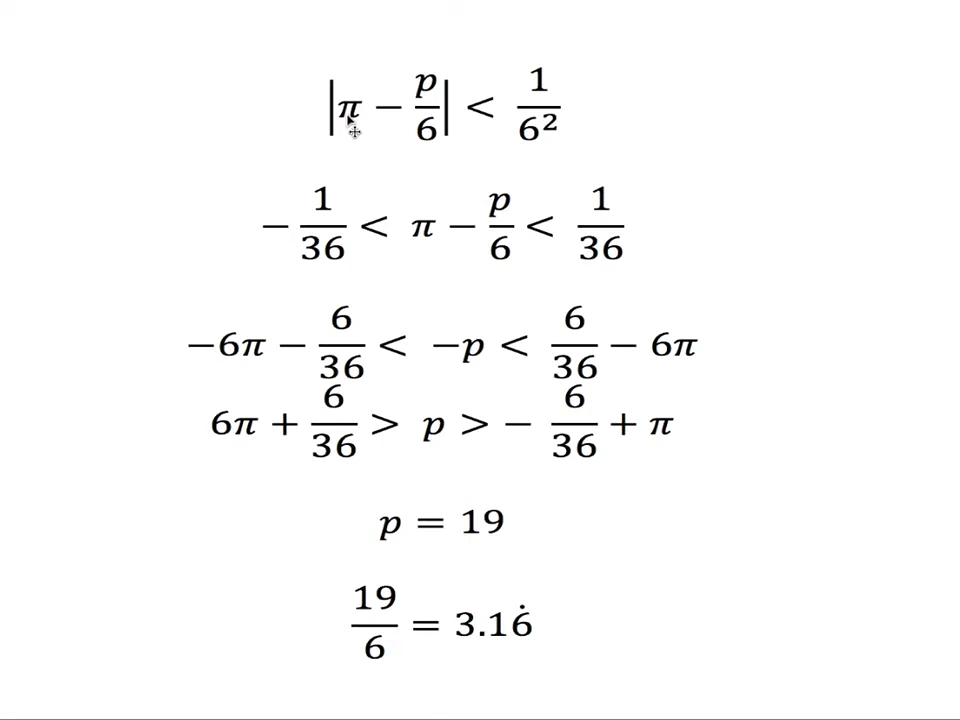 |π − p/6| < 1/6²
−1/36 < π − p/6 < 1/36
−6π − 6/36 < −p < 6/36 − 6π
6π + 6/36 > p > − 6/36 + π
p = 19
19/6 = 3.16̇